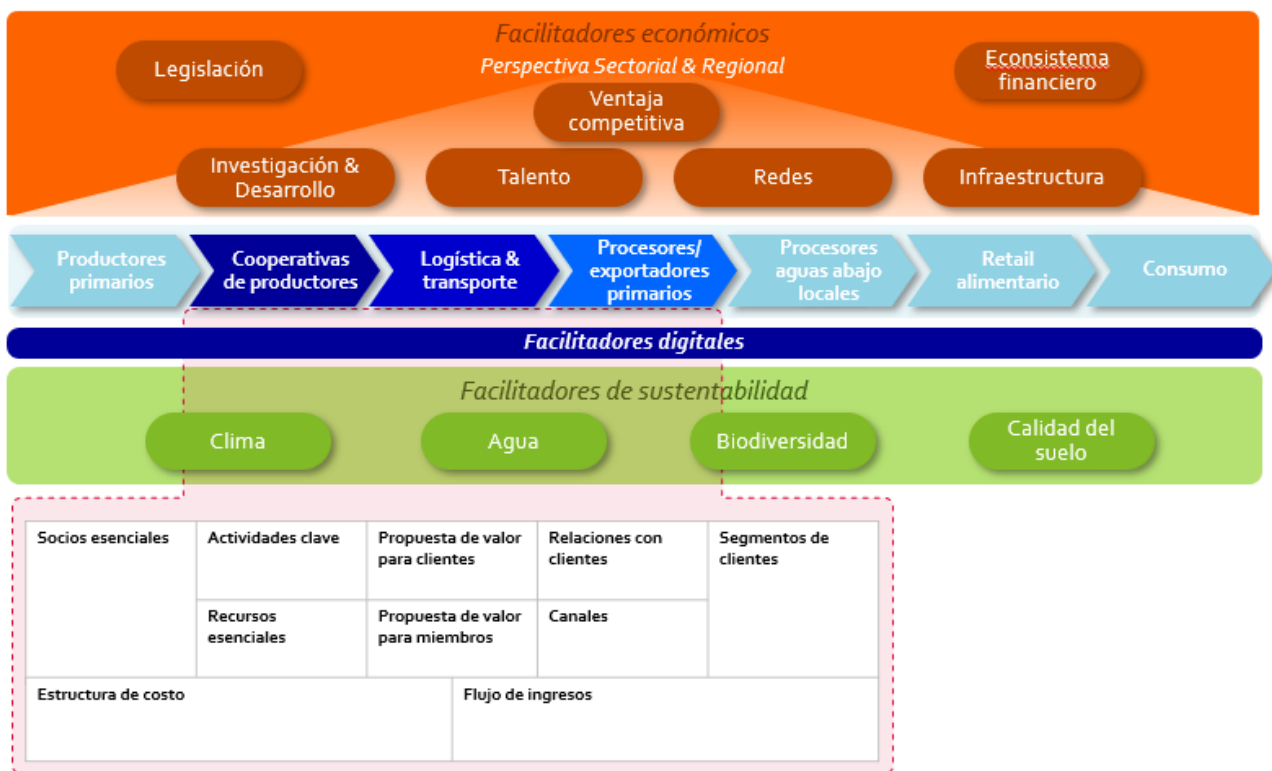 Facilitadores económicos
Perspectiva Sectorial & Regional
Legislación
Econsistema
financiero
Ventaja
competitiva
Investigación &
Desarrollo
Talento
Redes
Infraestructura
Productores
primarios
Cooperativas
de productores
Logística &
transporte
Procesores/
exportadores
primarios
Procesores
aguas abajo
locales
Retail
alimentario
Consumo
Facilitadores digitales
Facilitadores de sustentabilidad
Clima
Agua
Biodiversidad
Calidad del
suelo
Socios esenciales
Actividades clave
Propuesta de valor
para clientes
Relaciones con
clientes
Segmentos de
clientes
Recursos
esenciales
Propuesta de valor
para miembros
Canales
Estructura de costo
Flujo de ingresos